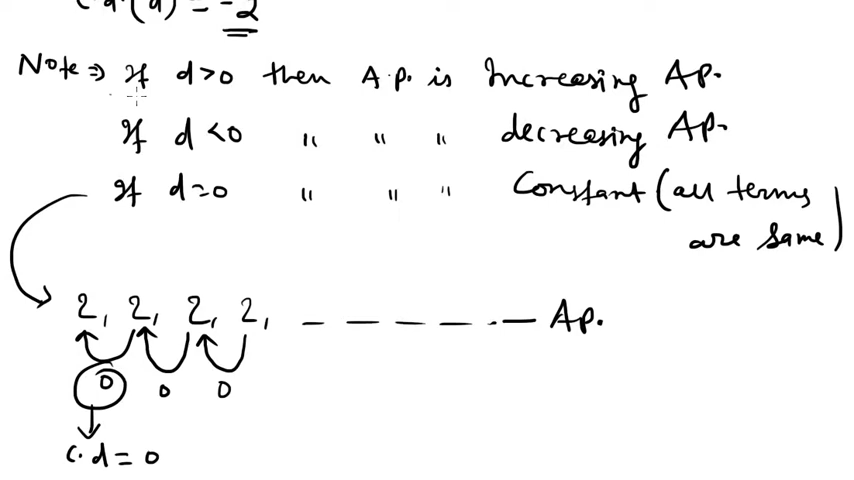 c.d.(d) = -2
Note ⇒ If d>0 then A.P. is Increasing AP.
If d<0 " " " decreasing AP.
If d=0 " " " Constant (all terms
are same)
2, 2, 2, 2, — — — — — — AP.
0 0 0
c.d = 0